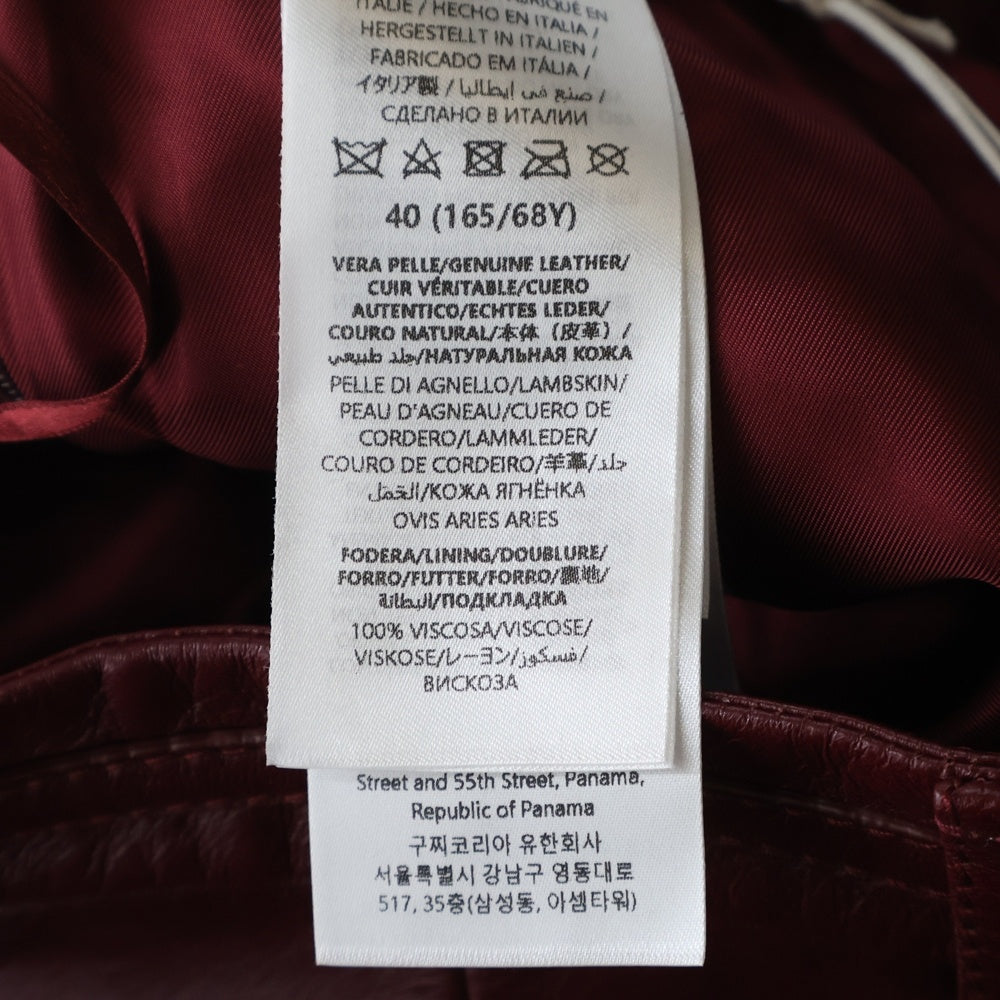 ITALIE / HECHO EN ITALIA /
HERGESTELLT IN ITALIEN /
FABRICADO EM ITÁLIA /
イタリア製 / صنع في إيطاليا /
СДЕЛАНО В ИТАЛИИ
40 (165/68Y)
VERA PELLE/GENUINE LEATHER/
CUIR VÉRITABLE/CUERO
AUTENTICO/ECHTES LEDER/
COURO NATURAL/本体（皮革）/
جلد طبيعي/НАТУРАЛЬНАЯ КОЖА
PELLE DI AGNELLO/LAMBSKIN/
PEAU D'AGNEAU/CUERO DE
CORDERO/LAMMLEDER/
COURO DE CORDEIRO/羊革/جلد
الحَمَل/КОЖА ЯГНЁНКА
OVIS ARIES ARIES
FODERA/LINING/DOUBLURE/
FORRO/FUTTER/FORRO/裏地/
البطانة/ПОДКЛАДКА
100% VISCOSA/VISCOSE/
VISKOSE/レーヨン/فسكوز/
ВИСКОЗА
Street and 55th Street, Panama,
Republic of Panama
구찌코리아 유한회사
서울특별시 강남구 영동대로
517, 35층(삼성동, 아셈타워)